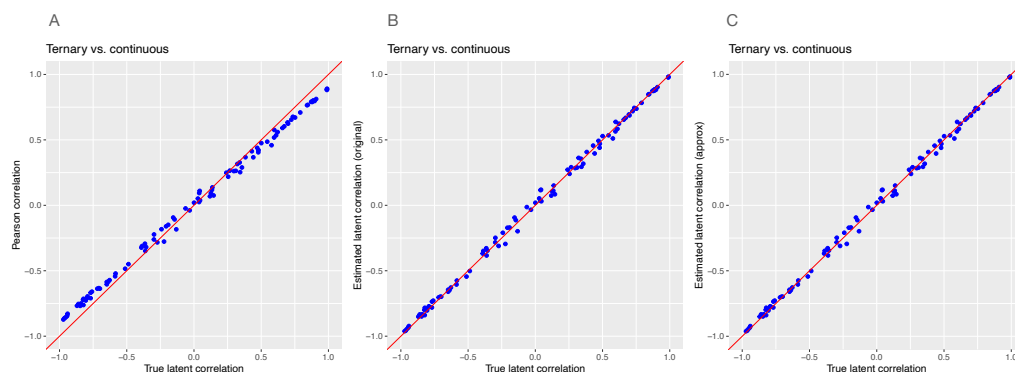 A
B
C
Ternary vs. continuous
Ternary vs. continuous
Ternary vs. continuous
Pearson correlation
1.0
0.5
0.0
−0.5
−1.0
−1.0 −0.5 0.0 0.5 1.0
True latent correlation
Estimated latent correlation (original)
1.0
0.5
0.0
−0.5
−1.0
−1.0 −0.5 0.0 0.5 1.0
True latent correlation
Estimated latent correlation (approx)
1.0
0.5
0.0
−0.5
−1.0
−1.0 −0.5 0.0 0.5 1.0
True latent correlation